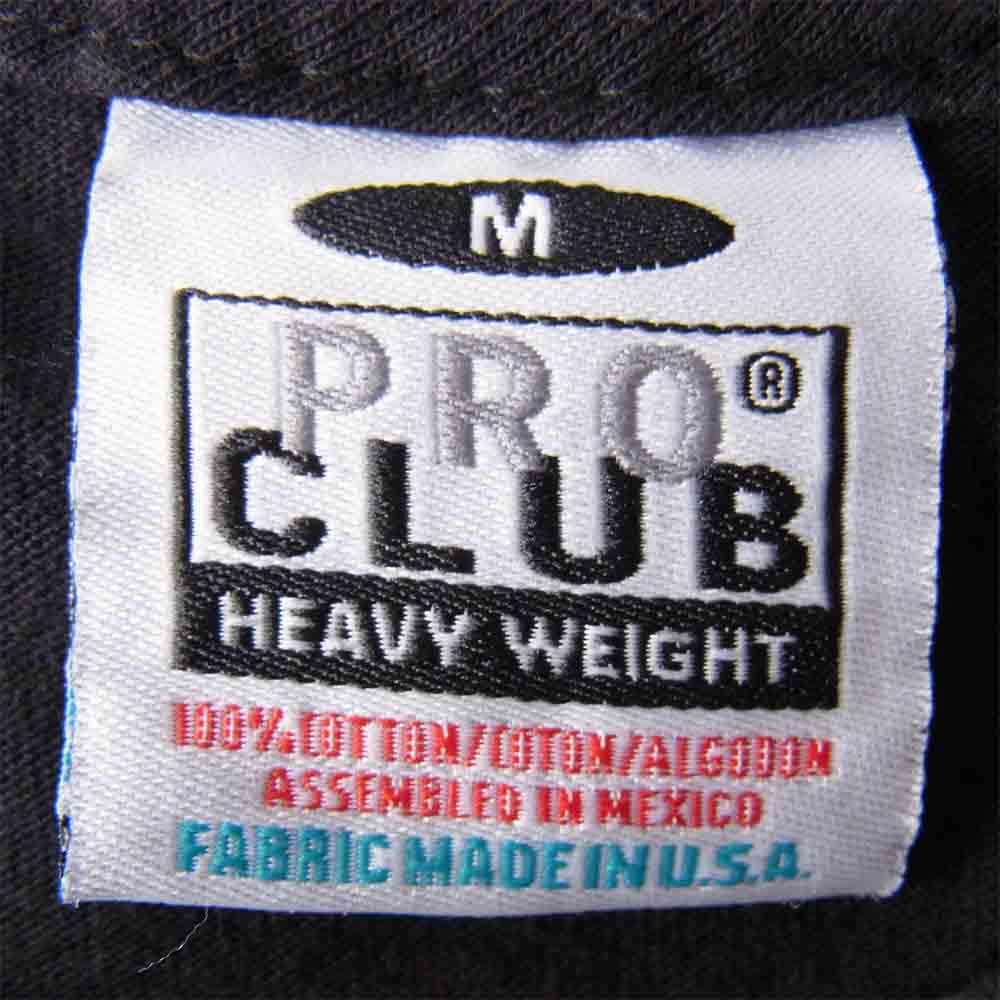 M
PRO®
CLUB
HEAVY WEIGHT
100% COTTON/COTON/ALGODON
ASSEMBLED IN MEXICO
FABRIC MADE IN U.S.A.